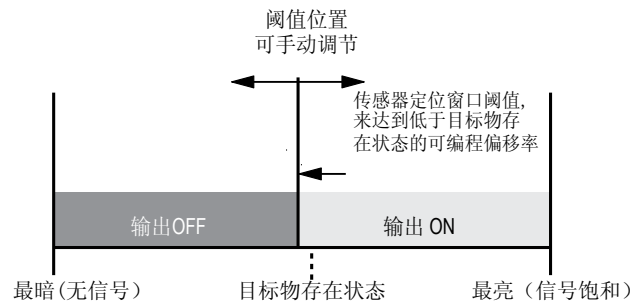 阈值位置
可手动调节
传感器定位窗口阈值,
来达到低于目标物存
在状态的可编程偏移率
输出OFF
输出 ON
最暗(无信号）
目标物存在状态
最亮（信号饱和）